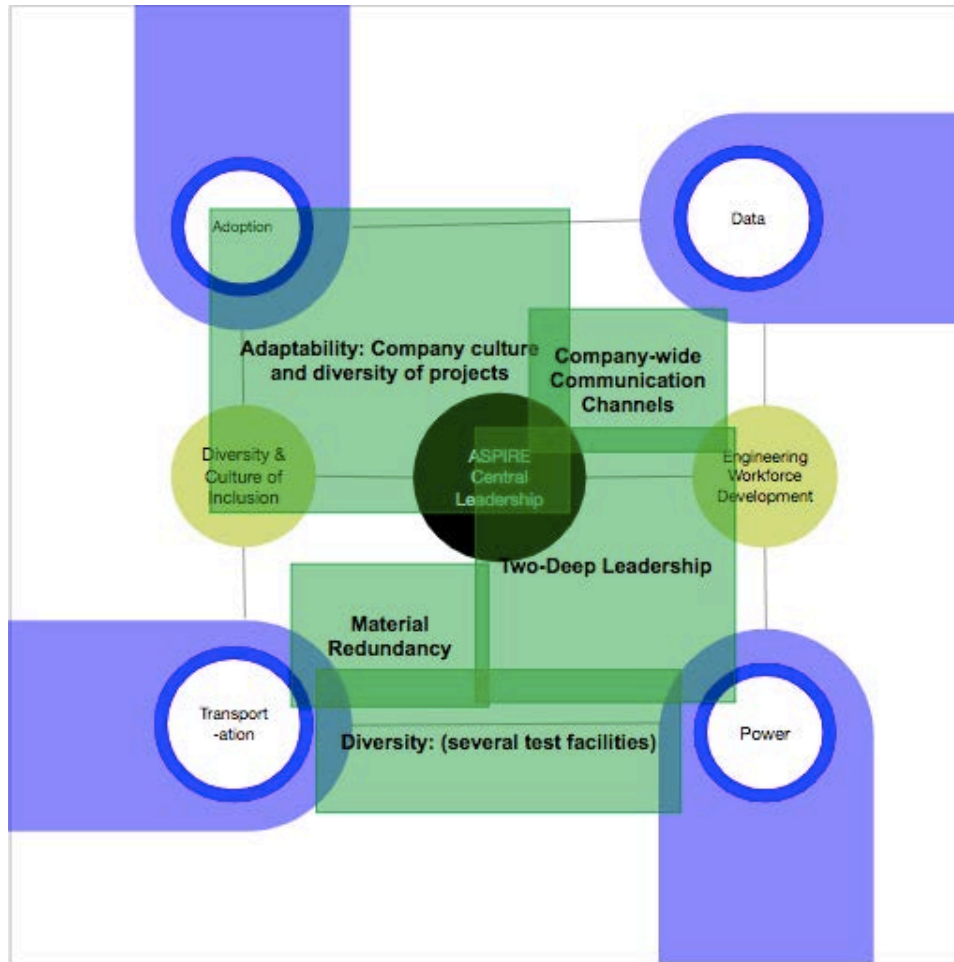 Adoption
Data
Adaptability: Company culture
and diversity of projects
Company-wide
Communication
Channels
Diversity &
Culture of
Inclusion
ASPIRE
Central
Leadership
Engineering
Workforce
Development
Two-Deep Leadership
Material
Redundancy
Transport
-ation
Diversity: (several test facilities)
Power